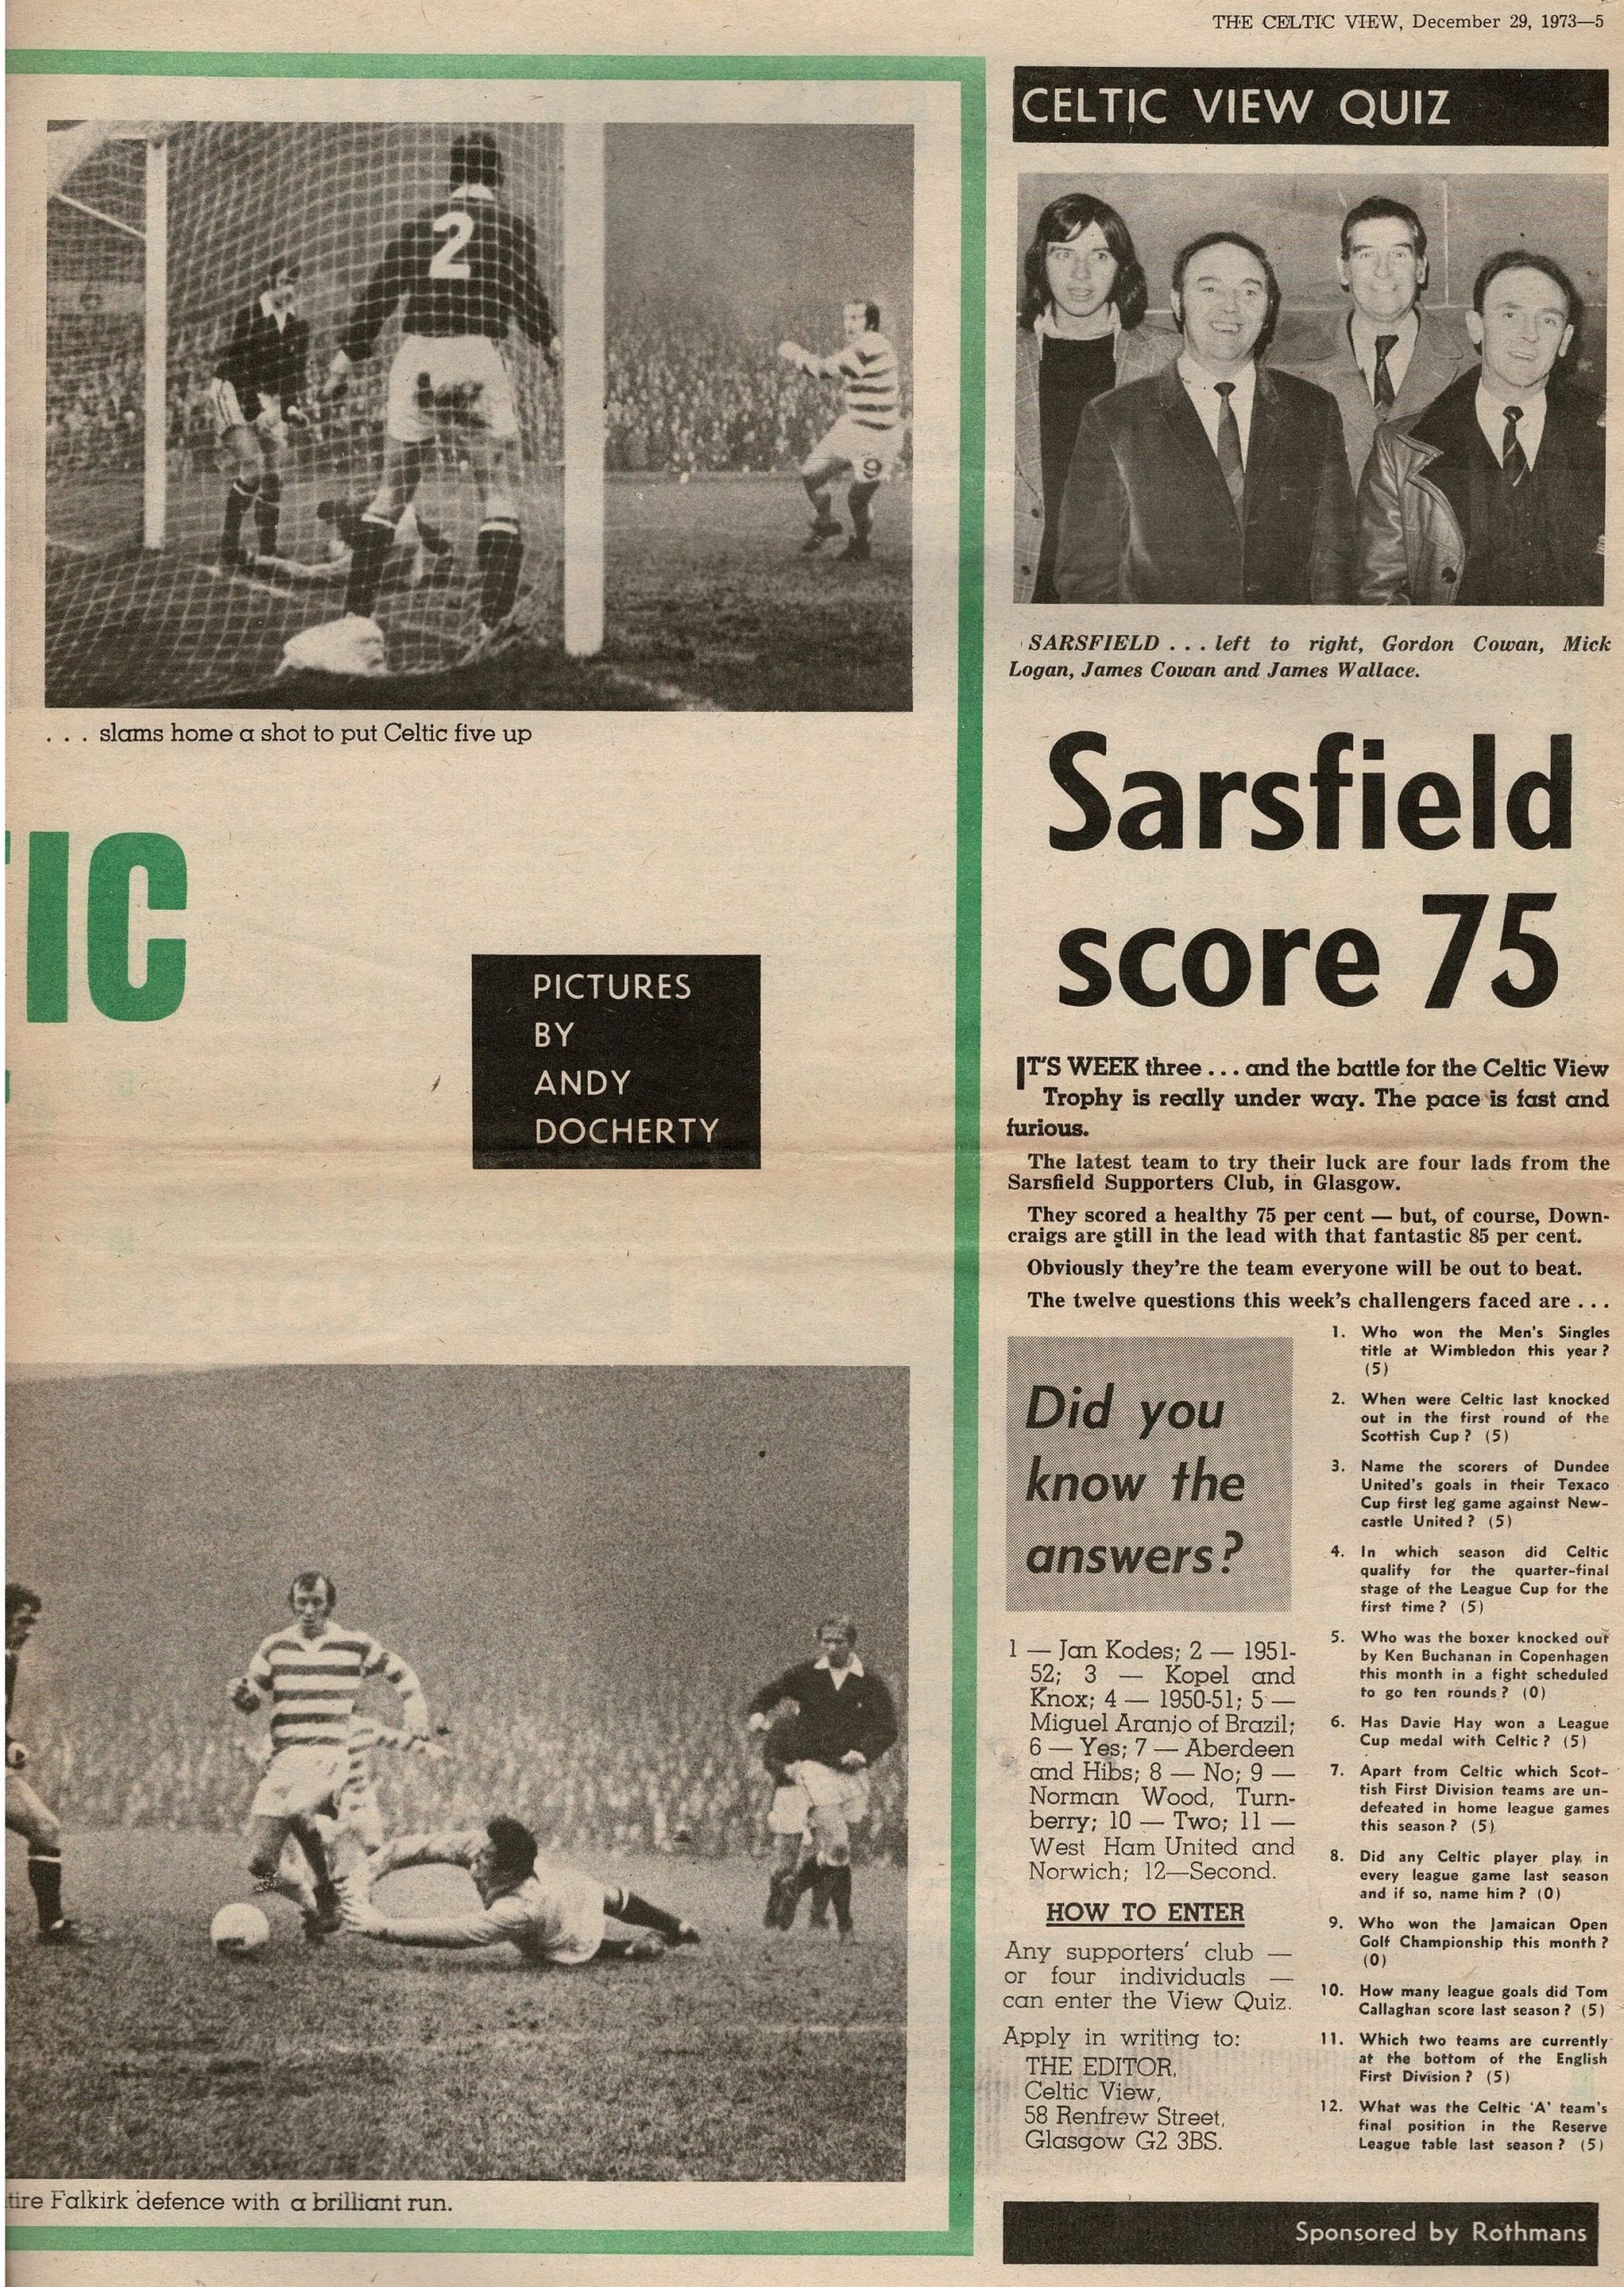 THE CELTIC VIEW, December 29, 1973—5
2
9
. . . slams home a shot to put Celtic five up
IC
PICTURES
BY
ANDY
DOCHERTY
tire Falkirk defence with a brilliant run.
CELTIC VIEW QUIZ
SARSFIELD . . . left to right, Gordon Cowan, Mick
Logan, James Cowan and James Wallace.
Sarsfield
score 75
IT'S WEEK three . . . and the battle for the Celtic View
Trophy is really under way. The pace is fast and
furious.
The latest team to try their luck are four lads from the
Sarsfield Supporters Club, in Glasgow.
They scored a healthy 75 per cent — but, of course, Down-
craigs are still in the lead with that fantastic 85 per cent.
Obviously they're the team everyone will be out to beat.
The twelve questions this week's challengers faced are . . .
Did you
know the
answers?
1 — Jan Kodes; 2 — 1951-
52; 3 — Kopel and
Knox; 4 — 1950-51; 5 —
Miguel Aranjo of Brazil;
6 — Yes; 7 — Aberdeen
and Hibs; 8 — No; 9 —
Norman Wood, Turn-
berry; 10 — Two; 11 —
West Ham United and
Norwich; 12—Second.
HOW TO ENTER
Any supporters' club —
or four individuals —
can enter the View Quiz.
Apply in writing to:
THE EDITOR,
Celtic View,
58 Renfrew Street,
Glasgow G2 3BS.
1. Who won the Men's Singles
title at Wimbledon this year?
(5)
2. When were Celtic last knocked
out in the first round of the
Scottish Cup? (5)
3. Name the scorers of Dundee
United's goals in their Texaco
Cup first leg game against New-
castle United? (5)
4. In which season did Celtic
qualify for the quarter-final
stage of the League Cup for the
first time? (5)
5. Who was the boxer knocked out
by Ken Buchanan in Copenhagen
this month in a fight scheduled
to go ten rounds? (0)
6. Has Davie Hay won a League
Cup medal with Celtic? (5)
7. Apart from Celtic which Scot-
tish First Division teams are un-
defeated in home league games
this season? (5)
8. Did any Celtic player play in
every league game last season
and if so, name him? (0)
9. Who won the Jamaican Open
Golf Championship this month?
(0)
10. How many league goals did Tom
Callaghan score last season? (5)
11. Which two teams are currently
at the bottom of the English
First Division? (5)
12. What was the Celtic 'A' team's
final position in the Reserve
League table last season? (5)
Sponsored by Rothmans